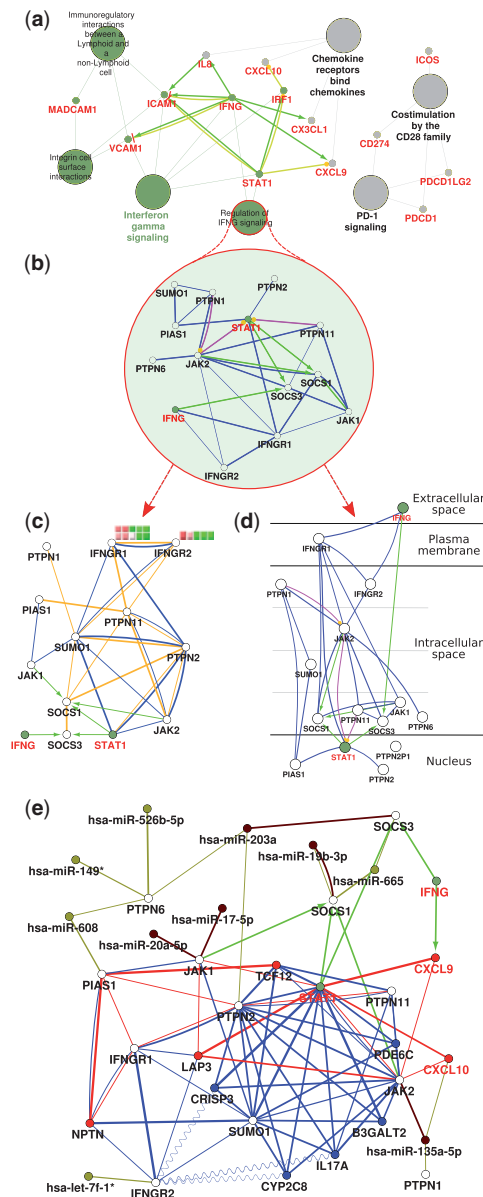 (a)
Immunoregulatory
interactions between a
Lymphoid and a
non-Lymphoid
cell
IL8
CXCL10
Chemokine
receptors
bind
chemokines
ICOS
MADCAM1
ICAM1
IFNG
IRF1
Costimulation
by the
CD28 family
VCAM1
CX3CL1
CD274
Integrin cell
surface
interactions
STAT1
CXCL9
PDCD1LG2
Interferon
gamma
signaling
Regulation of
IFNG signaling
PD-1
signaling
PDCD1
(b)
SUMO1
PTPN1
PTPN2
PIAS1
STAT1
PTPN11
PTPN6
JAK2
SOCS1
SOCS3
IFNG
JAK1
IFNGR1
IFNGR2
(c)
IFNGR1
IFNGR2
PTPN1
PIAS1
PTPN11
SUMO1
PTPN2
JAK1
SOCS1
JAK2
IFNG
SOCS3
STAT1
(d)
Extracellular
space
IFNG
Plasma
membrane
IFNGR1
PTPN1
IFNGR2
JAK2
Intracellular
space
SUMO1
SOCS1
PTPN11
JAK1
SOCS3
PTPN6
STAT1
PTPN2P1
PIAS1
PTPN2
Nucleus
(e)
hsa-miR-526b-5p
SOCS3
hsa-miR-203a
hsa-miR-19b-3p
hsa-miR-149*
hsa-miR-665
IFNG
PTPN6
SOCS1
hsa-miR-17-5p
hsa-miR-608
hsa-miR-20a-5p
CXCL9
JAK1
TCF12
PIAS1
STAT1
PTPN11
PTPN2
IFNGR1
PDE6C
LAP3
CXCL10
CRISP3
JAK2
NPTN
SUMO1
B3GALT2
hsa-miR-135a-5p
IL17A
hsa-let-7f-1*
IFNGR2
CYP2C8
PTPN1